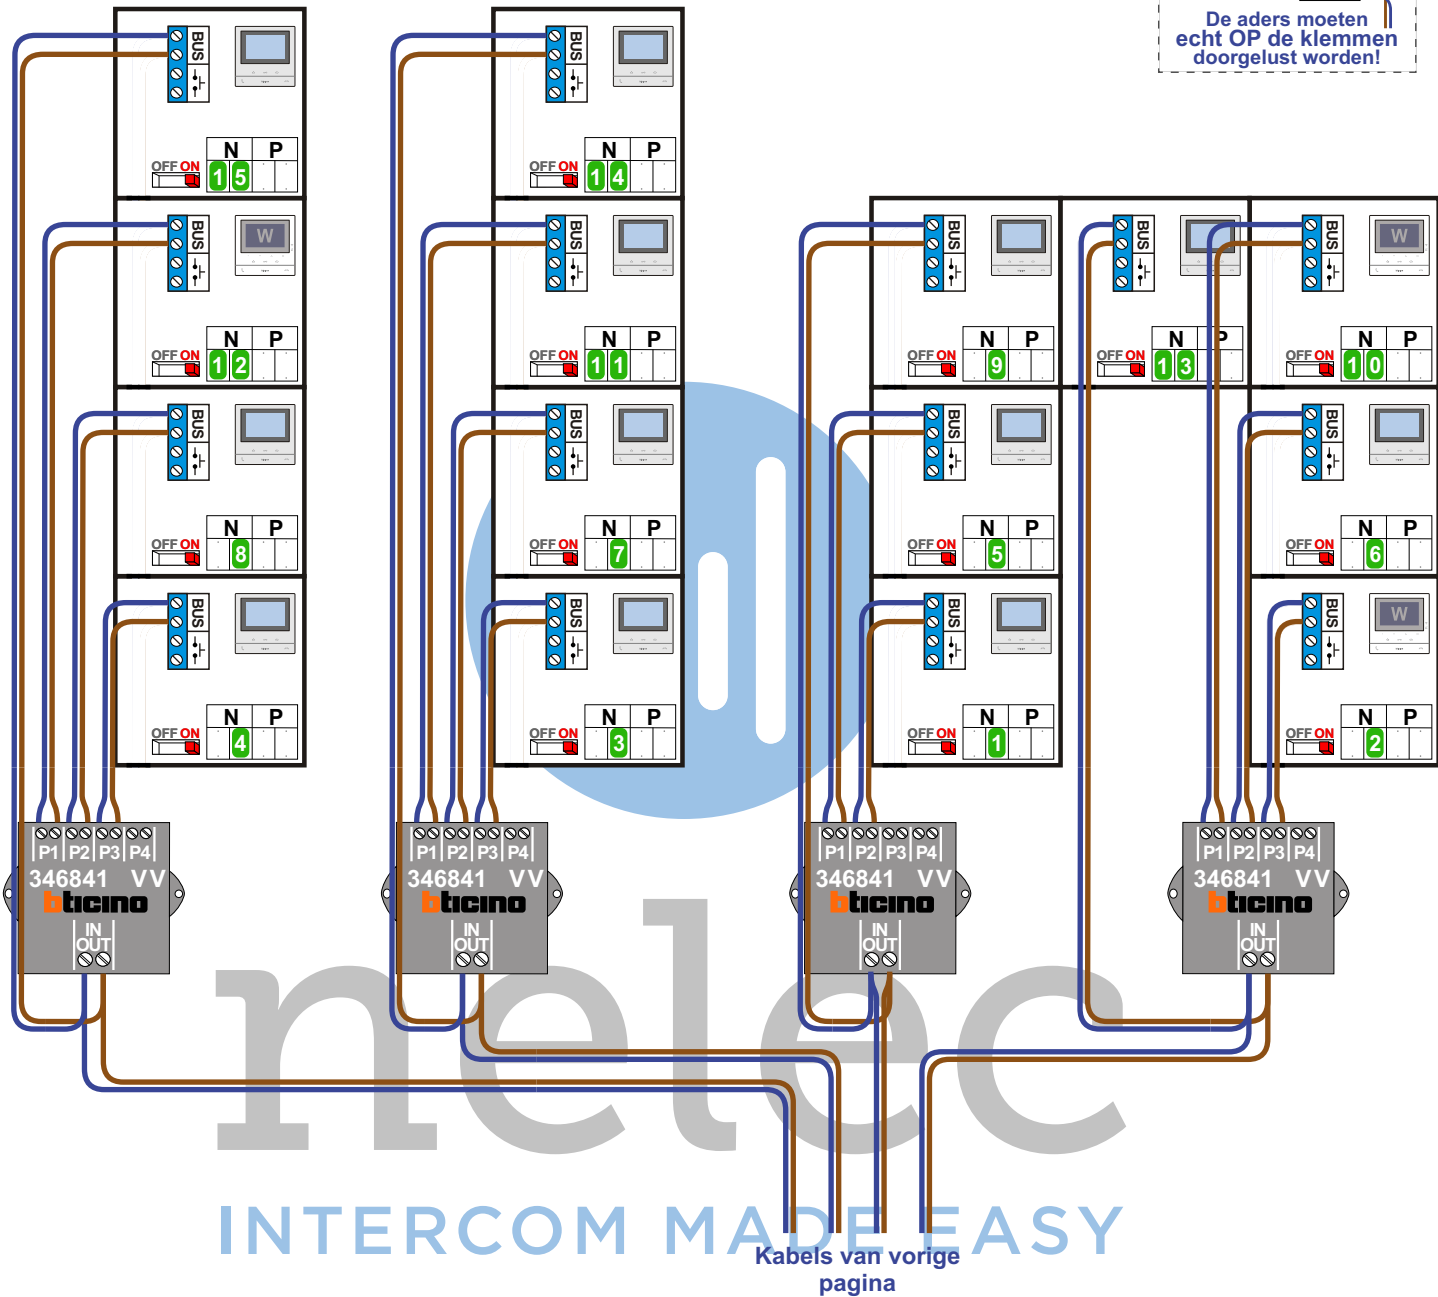 De aders moeten
echt OP de klemmen
doorgelust worden!
BUS
N P
OFF ON
1 5
BUS
N P
OFF ON
1 4
BUS
W
N P
OFF ON
1 2
BUS
N P
OFF ON
1 1
BUS
N P
OFF ON
9
BUS
N P
OFF ON
1 3
BUS
W
N P
OFF ON
1 0
BUS
N P
OFF ON
8
BUS
N P
OFF ON
7
BUS
N P
OFF ON
5
BUS
N P
OFF ON
6
BUS
N P
OFF ON
4
BUS
N P
OFF ON
3
BUS
N P
OFF ON
1
BUS
W
N P
OFF ON
2
P1 P2 P3 P4
346841 VV
bticino
IN
OUT
P1 P2 P3 P4
346841 VV
bticino
IN
OUT
P1 P2 P3 P4
346841 VV
bticino
IN
OUT
P1 P2 P3 P4
346841 VV
bticino
IN
OUT
nelec
INTERCOM MADE EASY
Kabels van vorige
pagina